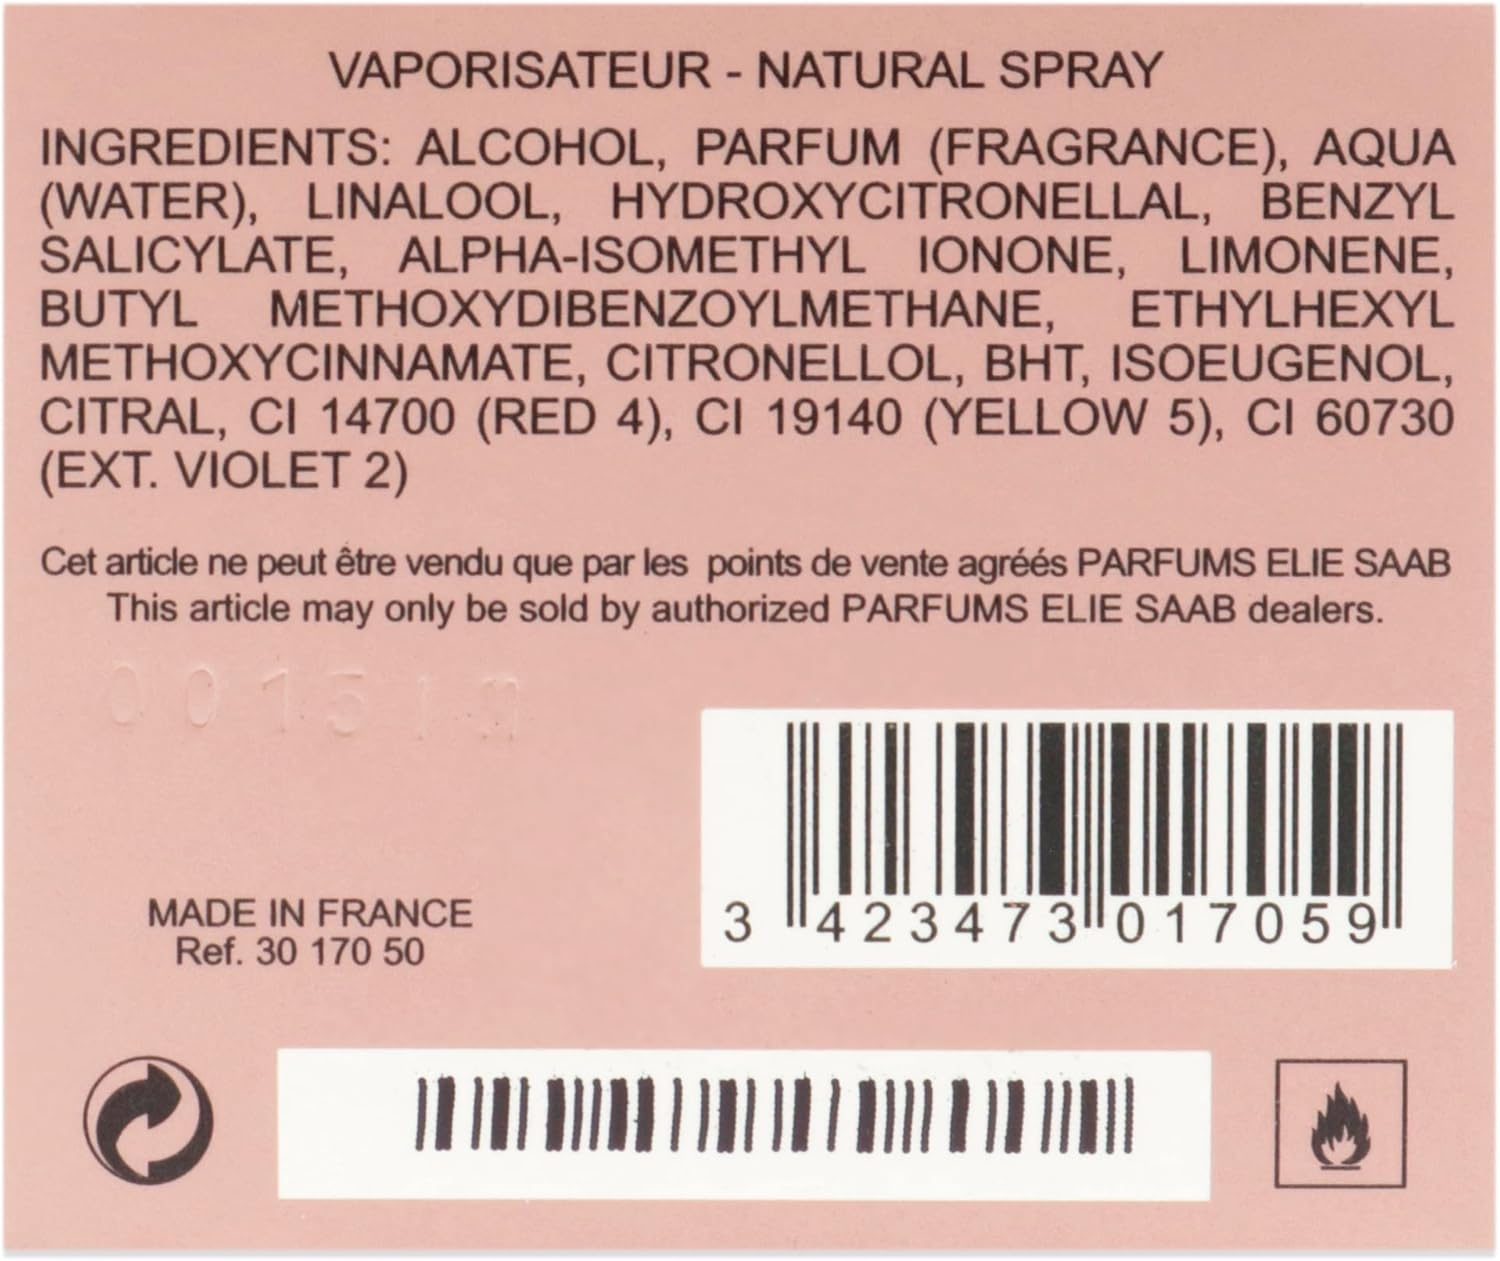 VAPORISATEUR - NATURAL SPRAY
INGREDIENTS: ALCOHOL, PARFUM (FRAGRANCE), AQUA
(WATER), LINALOOL, HYDROXYCITRONELLAL, BENZYL
SALICYLATE, ALPHA-ISOMETHYL IONONE, LIMONENE,
BUTYL METHOXYDIBENZOYLMETHANE, ETHYLHEXYL
METHOXYCINNAMATE, CITRONELLOL, BHT, ISOEUGENOL,
CITRAL, CI 14700 (RED 4), CI 19140 (YELLOW 5), CI 60730
(EXT. VIOLET 2)
Cet article ne peut être vendu que par les points de vente agréés PARFUMS ELIE SAAB
This article may only be sold by authorized PARFUMS ELIE SAAB dealers.
MADE IN FRANCE
Ref. 30 170 50
3 423473 017059